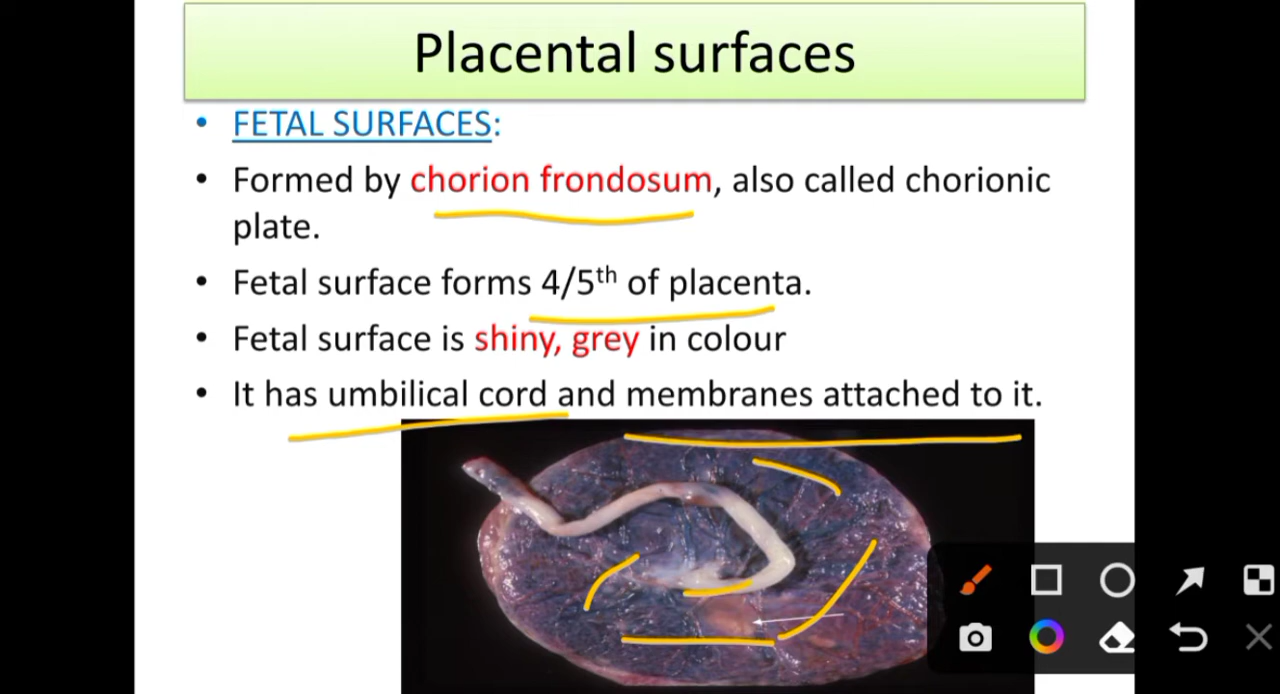 Placental surfaces
• FETAL SURFACES:
• Formed by chorion frondosum, also called chorionic
plate.
• Fetal surface forms 4/5th of placenta.
• Fetal surface is shiny, grey in colour
• It has umbilical cord and membranes attached to it.